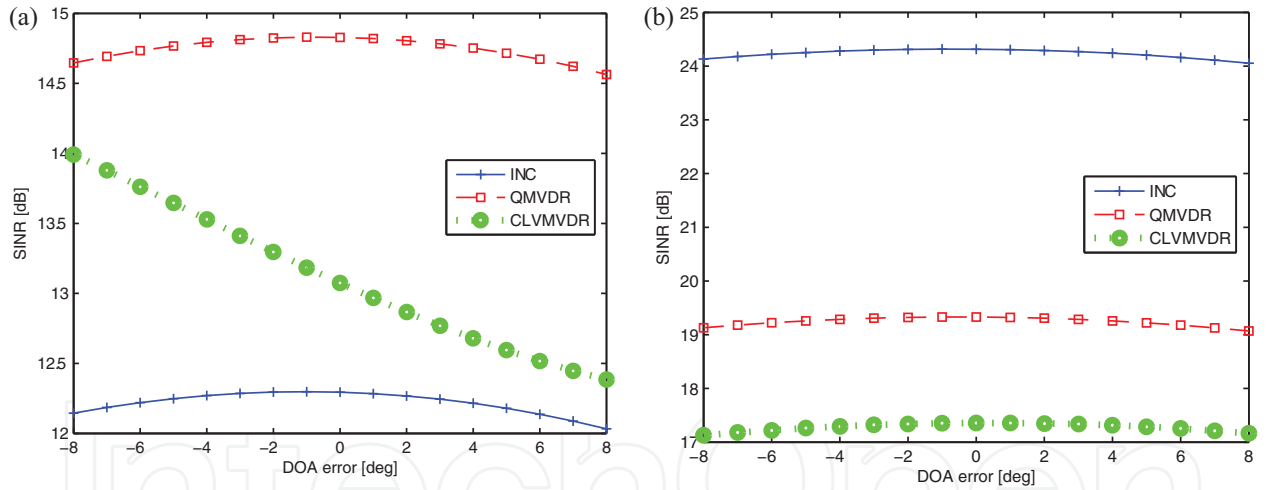 (a)
15
14.5
14
13.5
13
12.5
12
SINR [dB]
−8
−6
−4
−2
0
2
4
6
8
DOA error [deg]
INC
QMVDR
CLVMVDR
(b)
25
24
23
22
21
20
19
18
17
SINR [dB]
−8
−6
−4
−2
0
2
4
6
8
DOA error [deg]
INC
QMVDR
CLVMVDR
IntechOpen